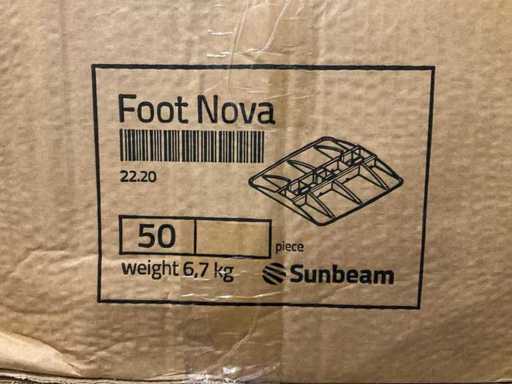 Foot Nova
22.20
50
piece
weight 6,7 kg
Sunbeam